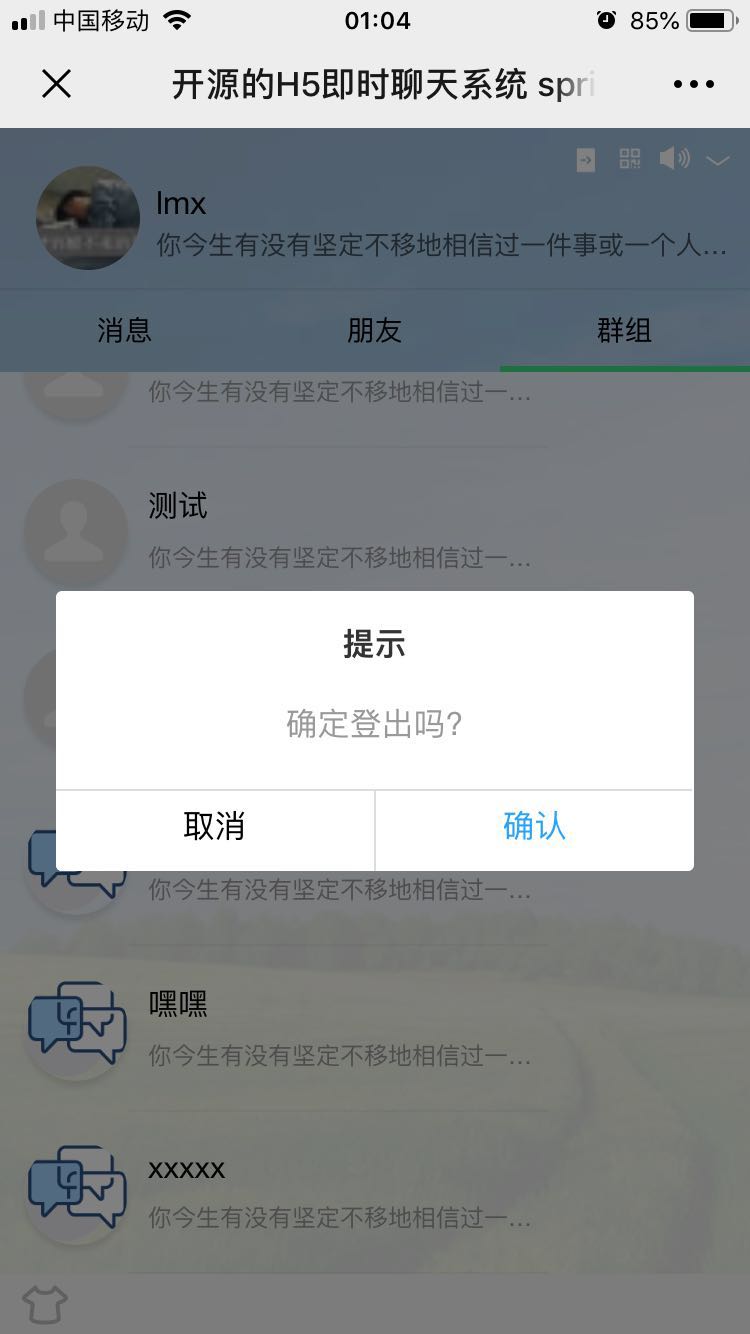 中国移动
01:04
85%
开源的H5即时聊天系统 spri
lmx
你今生有没有坚定不移地相信过一件事或一个人...
消息
朋友
群组
你今生有没有坚定不移地相信过一...
测试
你今生有没有坚定不移地相信过一...
提示
确定登出吗?
取消
确认
你今生有没有坚定不移地相信过一...
嘿嘿
你今生有没有坚定不移地相信过一...
xxxxx
你今生有没有坚定不移地相信过一...